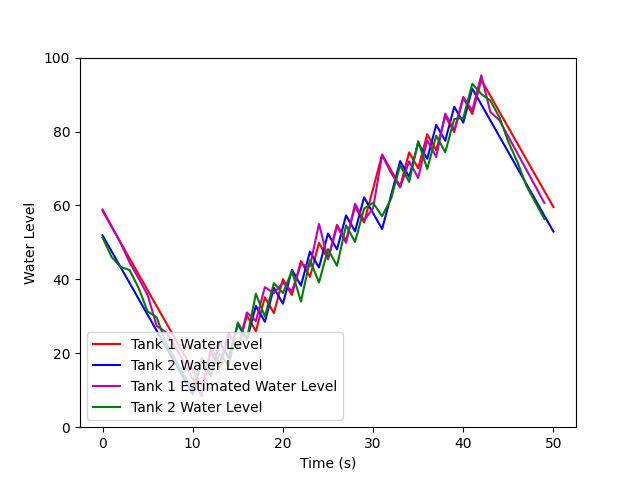 100
80
60
40
20
0
Water Level
Tank 1 Water Level
Tank 2 Water Level
Tank 1 Estimated Water Level
Tank 2 Water Level
0 10 20 30 40 50
Time (s)